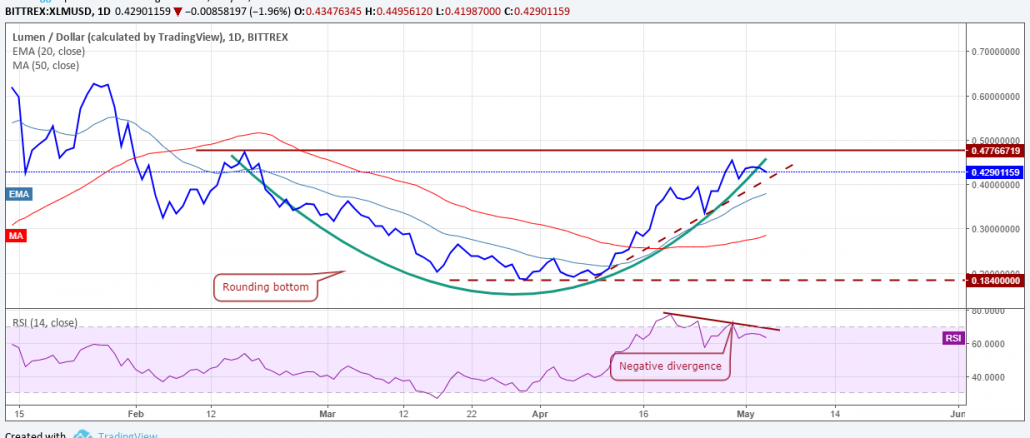 BITTREX:XLMUSD, 1D 0.42901159 ▼ −0.00858197 (−1.96%) O:0.43476345 H:0.44956120 L:0.41987000 C:0.42901159
Lumen / Dollar (calculated by TradingView), 1D, BITTREX
EMA (20, close)
MA (50, close)
0.70000000
0.60000000
0.50000000
0.47766719
0.42901159
0.40000000
EMA
MA
0.30000000
0.20000000
0.18400000
Rounding bottom
RSI (14, close)
80.0000
RSI
60.0000
Negative divergence
40.0000
15 Feb 12 Mar 12 22 Apr 16 May 14 Jun
Created with TradingView